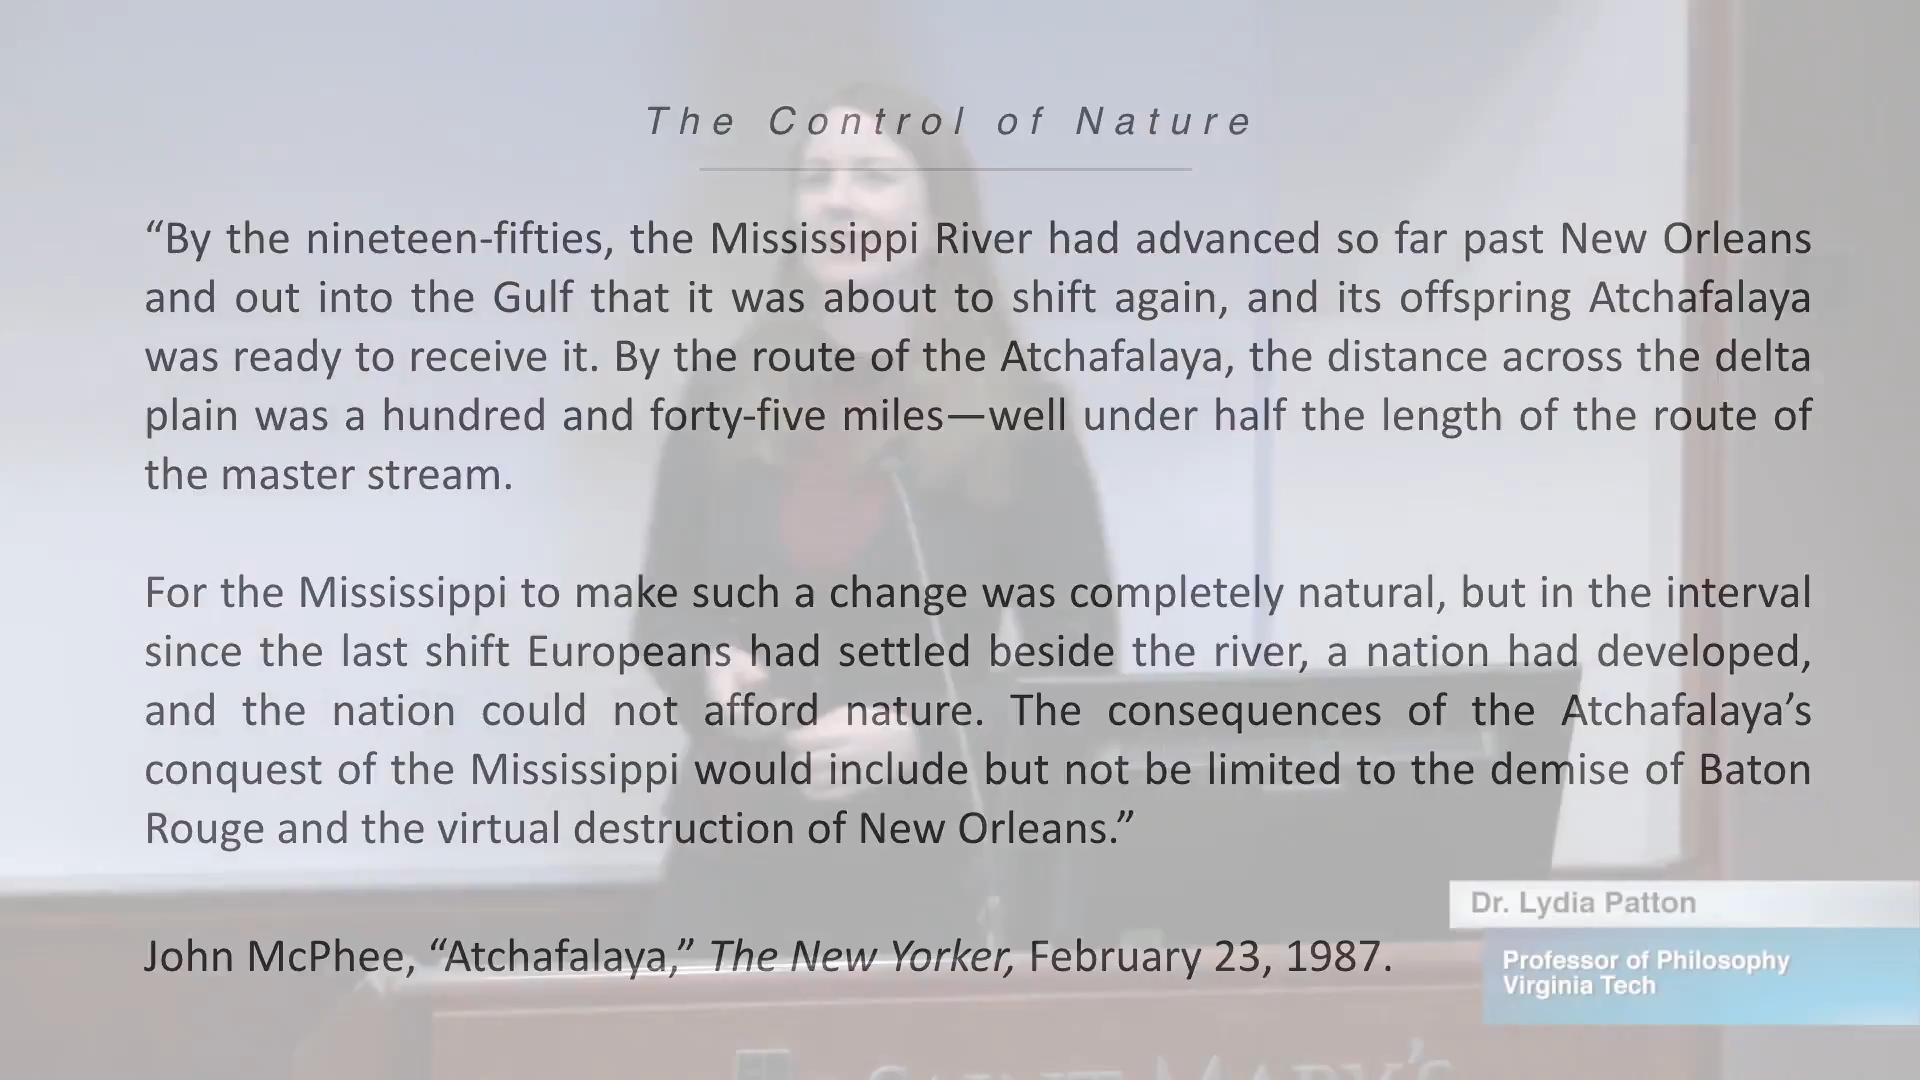 The Control of Nature
“By the nineteen-fifties, the Mississippi River had advanced so far past New Orleans
and out into the Gulf that it was about to shift again, and its offspring Atchafalaya
was ready to receive it. By the route of the Atchafalaya, the distance across the delta
plain was a hundred and forty-five miles—well under half the length of the route of
the master stream.
For the Mississippi to make such a change was completely natural, but in the interval
since the last shift Europeans had settled beside the river, a nation had developed,
and the nation could not afford nature. The consequences of the Atchafalaya’s
conquest of the Mississippi would include but not be limited to the demise of Baton
Rouge and the virtual destruction of New Orleans.”
John McPhee, “Atchafalaya,” The New Yorker, February 23, 1987.
Dr. Lydia Patton
Professor of Philosophy
Virginia Tech
SAINT MARY’S